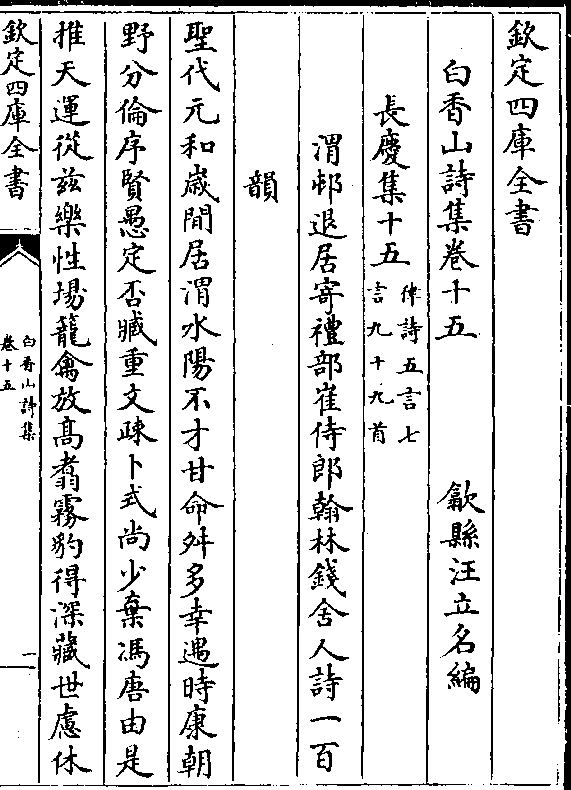 欽定四庫全書
白香山詩集卷十五
歙縣汪立名編
長慶集十五
律詩五言七
言九十九首
渭邨退居寄禮部崔侍郎翰林錢舍人詩一百
韻
聖代元和歲閒居渭水陽不才甘命舛多幸遇時康朝
野分倫序賢愚定否臧重文疎卜式尚少棄馮唐由是
推天運從兹樂性場籠禽放髙翥霧豹得深藏世慮休
欽定四庫全書
白香山詩集
卷十五
一